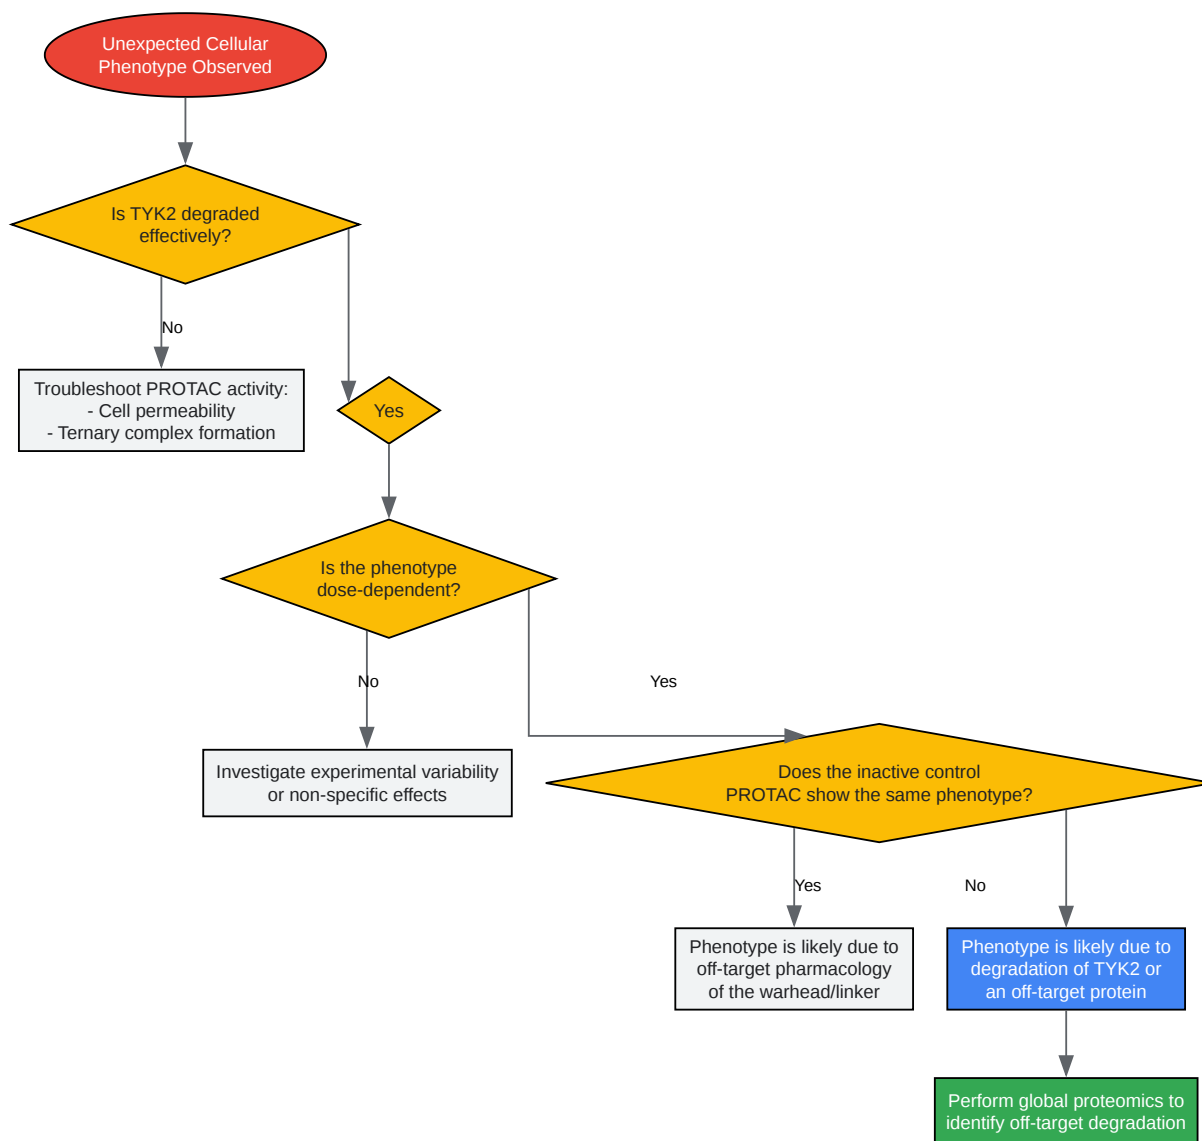 Unexpected Cellular
Phenotype Observed
Is TYK2 degraded
effectively?
No
Troubleshoot PROTAC activity:
- Cell permeability
- Ternary complex formation
Yes
Is the phenotype
dose-dependent?
No
Yes
Investigate experimental variability
or non-specific effects
Does the inactive control
PROTAC show the same phenotype?
Yes
No
Phenotype is likely due to
off-target pharmacology
of the warhead/linker
Phenotype is likely due to
degradation of TYK2 or
an off-target protein
Perform global proteomics to
identify off-target degradation